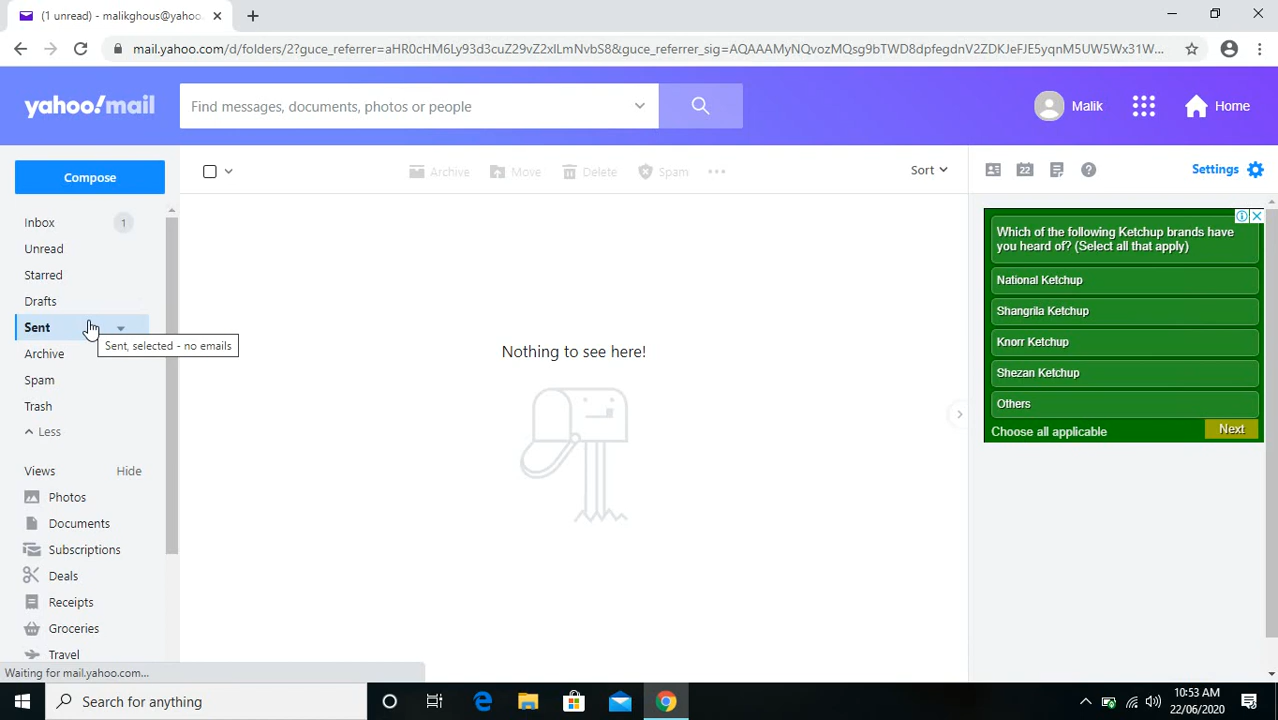 (1 unread) - malikghous@yahoo.
mail.yahoo.com/d/folders/2?guce_referrer=aHR0cHM6Ly93d3cuZ29vZ2xlLmNvbS8&guce_referrer_sig=AQAAAMyNQvozMQsg9bTWD8dpfegdnV2ZDKJeFJE5yqnM5UW5Wx31W...
yahoo!mail
Find messages, documents, photos or people
Malik
Home
Compose
Archive
Move
Delete
Spam
Sort
22
Settings
Inbox 1
Unread
Starred
Drafts
Sent
Sent, selected - no emails
Archive
Spam
Trash
Less
Views Hide
Photos
Documents
Subscriptions
Deals
Receipts
Groceries
Travel
Nothing to see here!
Which of the following Ketchup brands have
you heard of? (Select all that apply)
National Ketchup
Shangrila Ketchup
Knorr Ketchup
Shezan Ketchup
Others
Choose all applicable
Next
Waiting for mail.yahoo.com...
Search for anything
10:53 AM
22/06/2020